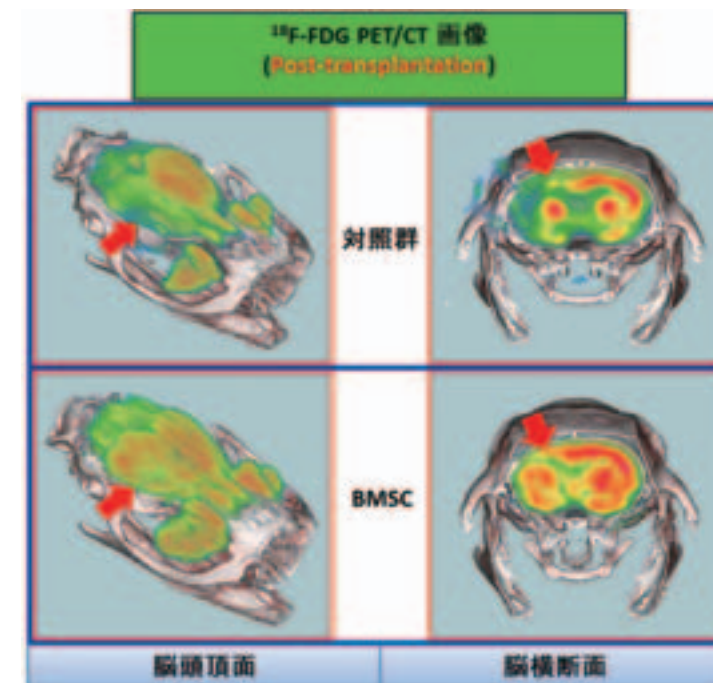 ¹⁸F-FDG PET/CT 画像
(Post-transplantation)
対照群
BMSC
脳頭頂面
脳横断面